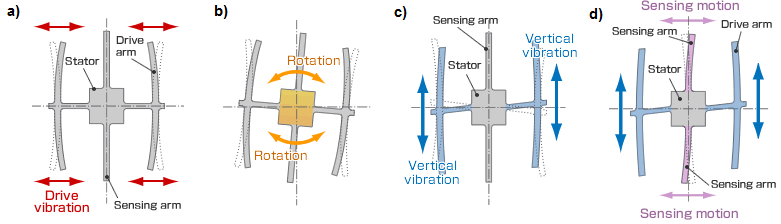 a)
Drive
arm
Stator
Drive
vibration
Sensing arm
b)
Rotation
Rotation
c)
Sensing arm
Vertical
vibration
Stator
Vertical
vibration
d)
Sensing motion
Sensing arm
Drive arm
Stator
Sensing arm
Sensing motion